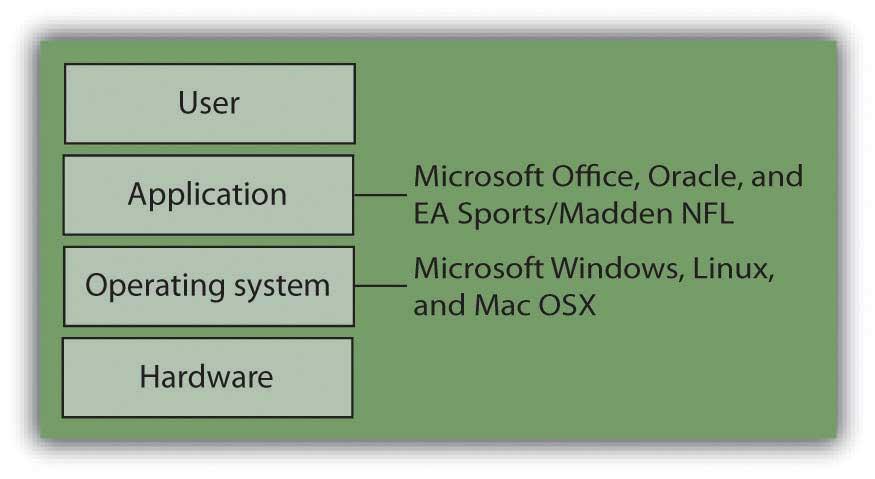 User
Application
Microsoft Office, Oracle, and
EA Sports/Madden NFL
Operating system
Microsoft Windows, Linux,
and Mac OSX
Hardware